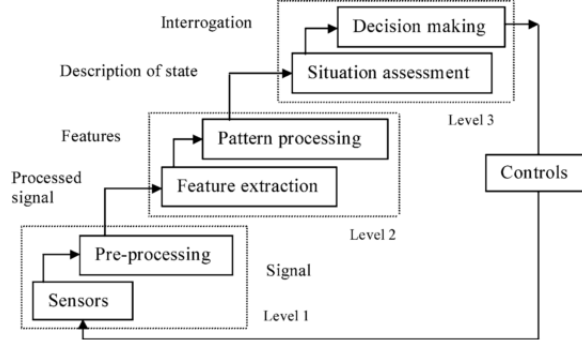 Interrogation
Decision making
Description of state
Situation assessment
Level 3
Features
Pattern processing
Processed
signal
Feature extraction
Controls
Level 2
Pre-processing
Signal
Sensors
Level 1